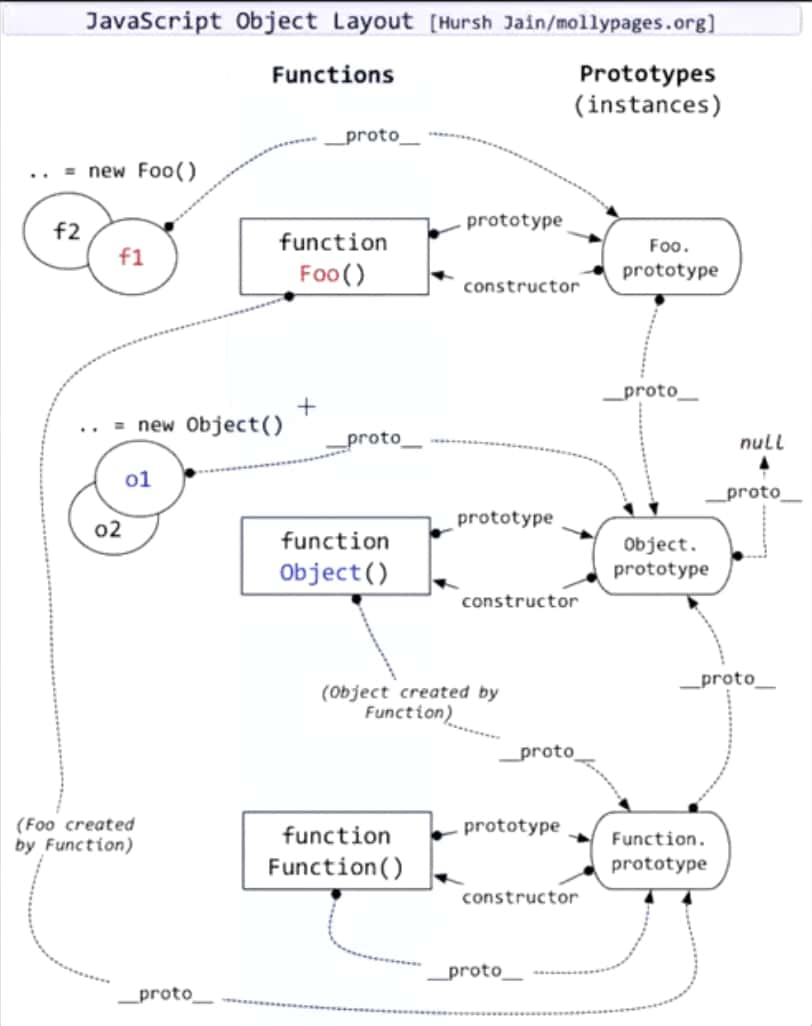 JavaScript Object Layout [Hursh Jain/mollypages.org]
Functions
Prototypes
(instances)
__proto__
.. = new Foo()
f2
f1
function
Foo()
prototype
constructor
Foo.
prototype
__proto__
.. = new Object()
__proto__
null
__proto__
o1
o2
function
Object()
prototype
constructor
Object.
prototype
(Object created by
Function)
__proto__
__proto__
(Foo created
by Function)
function
Function()
prototype
constructor
Function.
prototype
__proto__
__proto__